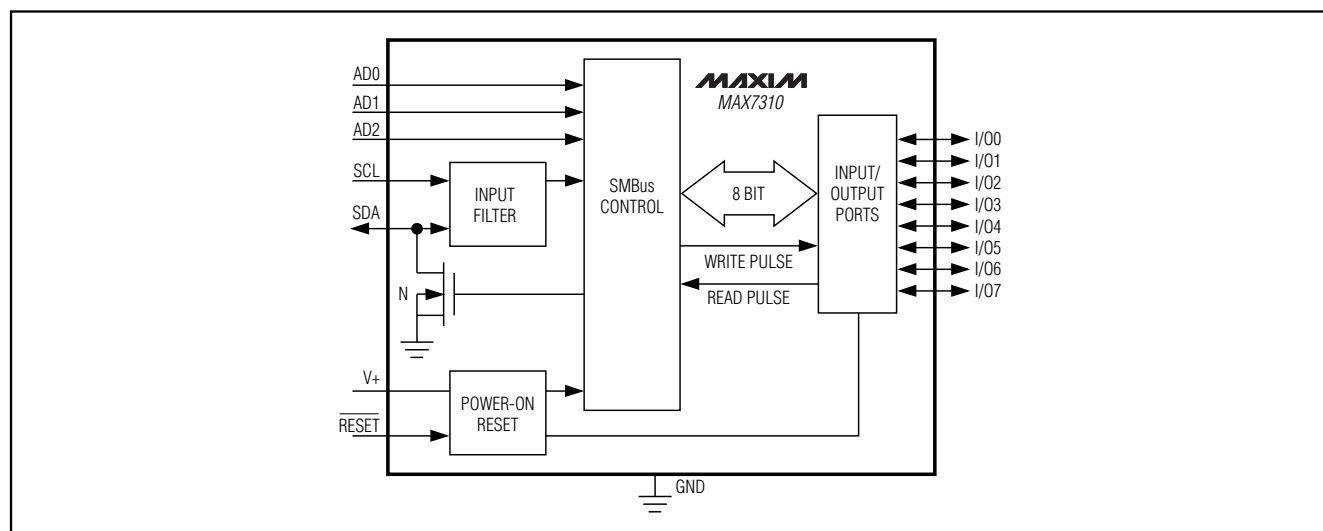 AD0
AD1
AD2
SCL
SDA
N
V+
RESET
INPUT
FILTER
POWER-ON
RESET
SMBus
CONTROL
MAXIM
MAX7310
8 BIT
WRITE PULSE
READ PULSE
INPUT/
OUTPUT
PORTS
I/O0
I/O1
I/O2
I/O3
I/O4
I/O5
I/O6
I/O7
GND